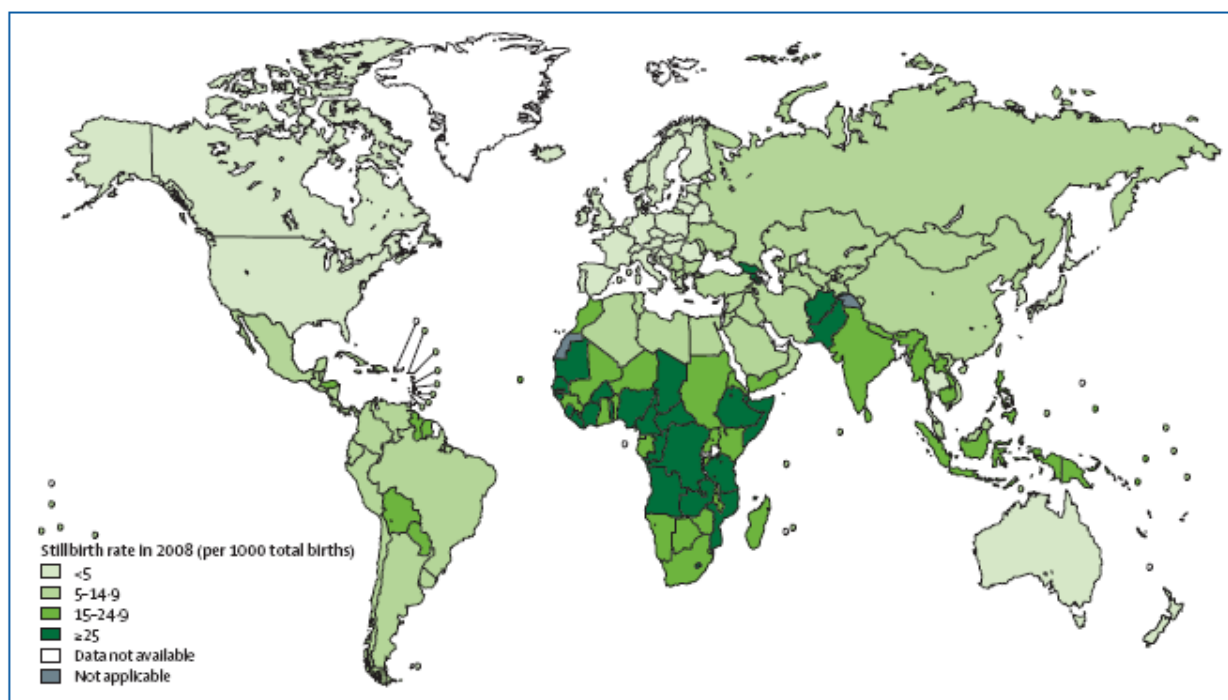 Stillbirth rate in 2008 (per 1000 total births)
<5
5–14·9
15–24·9
≥25
Data not available
Not applicable